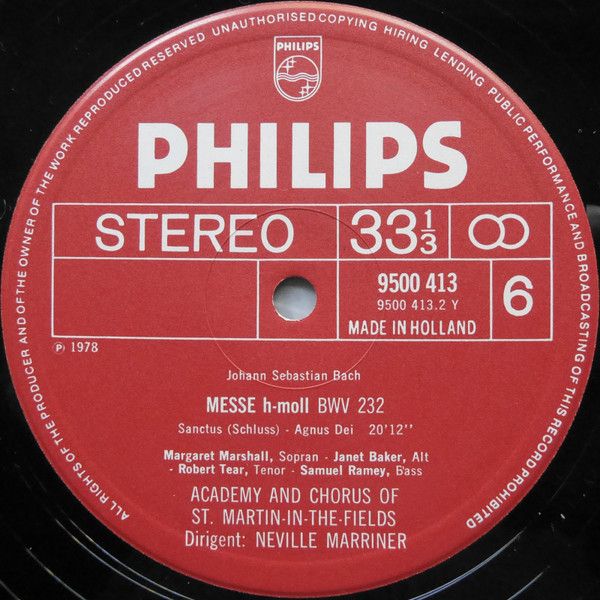 ALL RIGHTS OF THE PRODUCER AND OF THE OWNER OF THE WORK REPRODUCED RESERVED UNAUTHORISED COPYING HIRING LENDING PUBLIC PERFORMANCE AND BROADCASTING OF THIS RECORD PROHIBITED
PHILIPS
PHILIPS
STEREO 33⅓
9500 413
9500 413.2 Y
6
MADE IN HOLLAND
Ⓟ 1978
Johann Sebastian Bach
MESSE h-moll BWV 232
Sanctus (Schluss) - Agnus Dei 20'12''
Margaret Marshall, Sopran - Janet Baker, Alt
- Robert Tear, Tenor - Samuel Ramey, Bass
ACADEMY AND CHORUS OF
ST. MARTIN-IN-THE-FIELDS
Dirigent: NEVILLE MARRINER